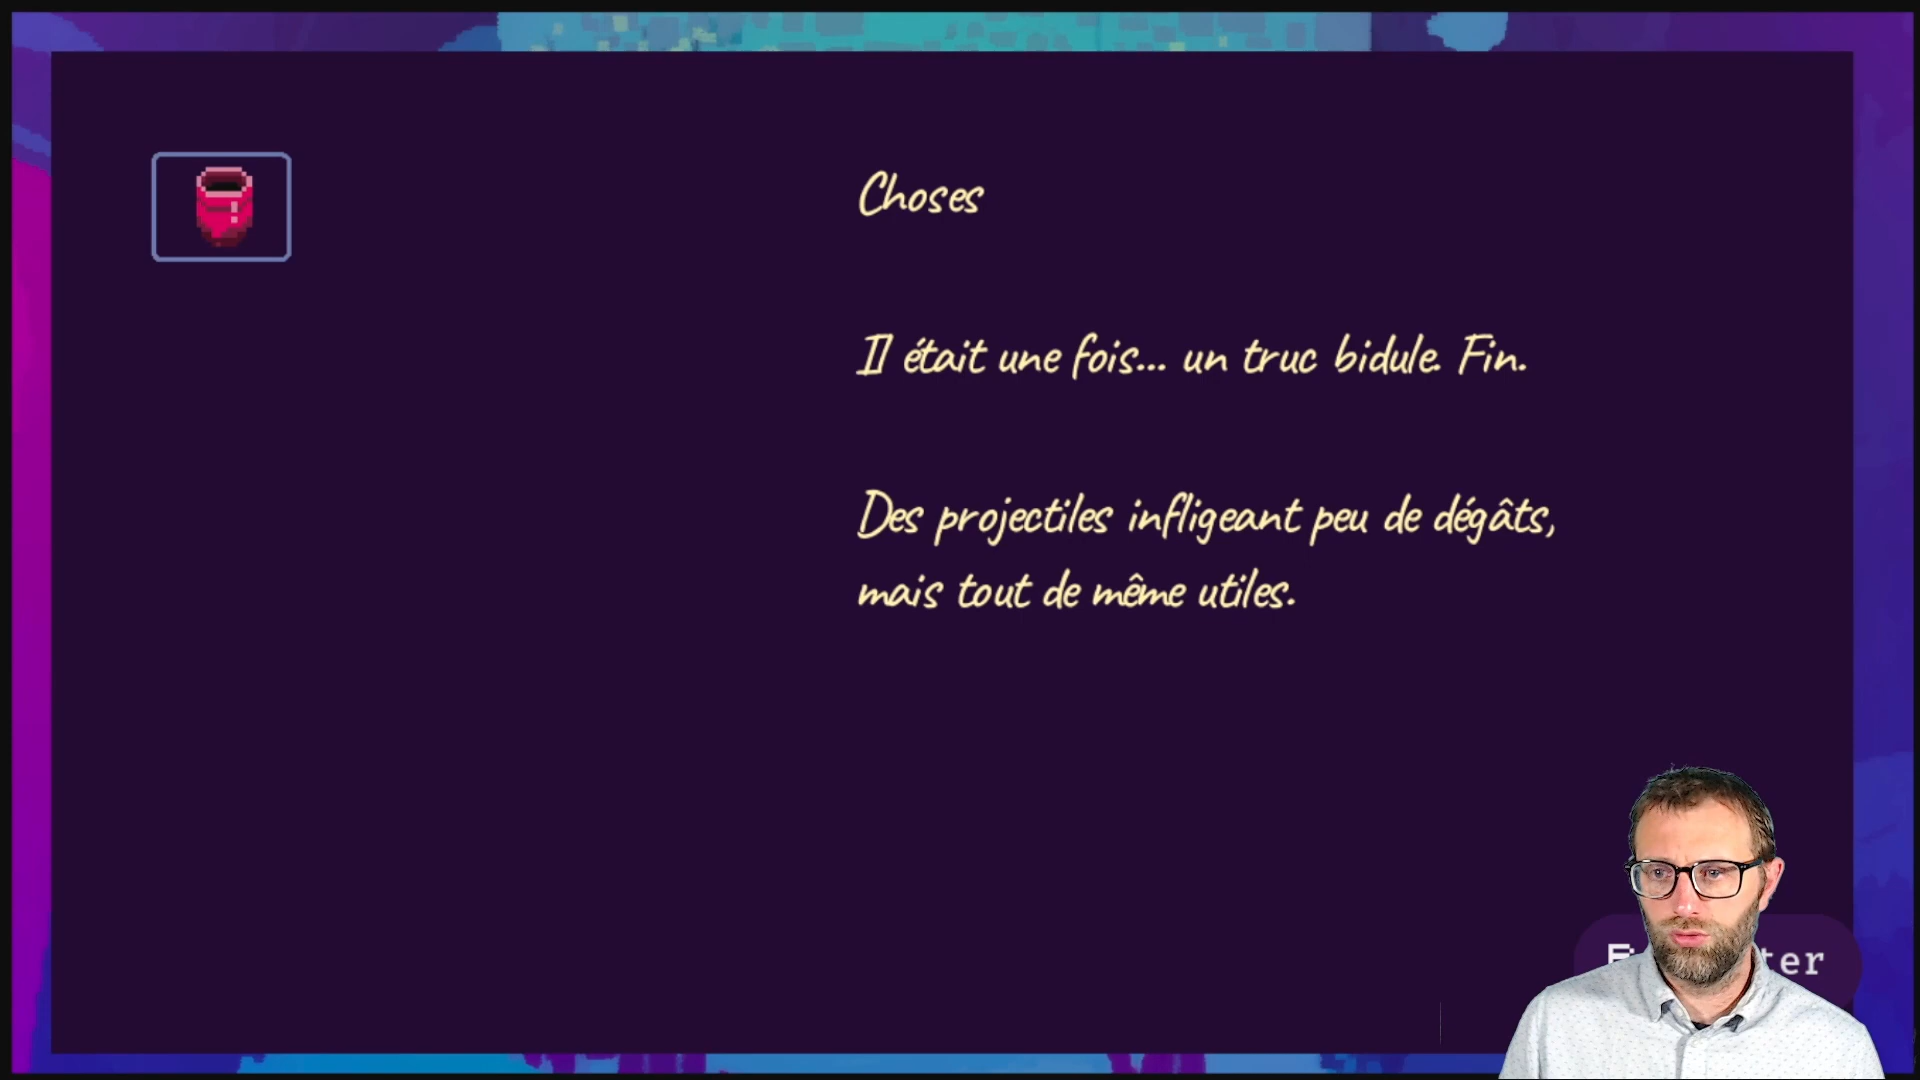 Choses
Il était une fois... un truc bidule. Fin.
Des projectiles infligeant peu de dégâts,
mais tout de même utiles.